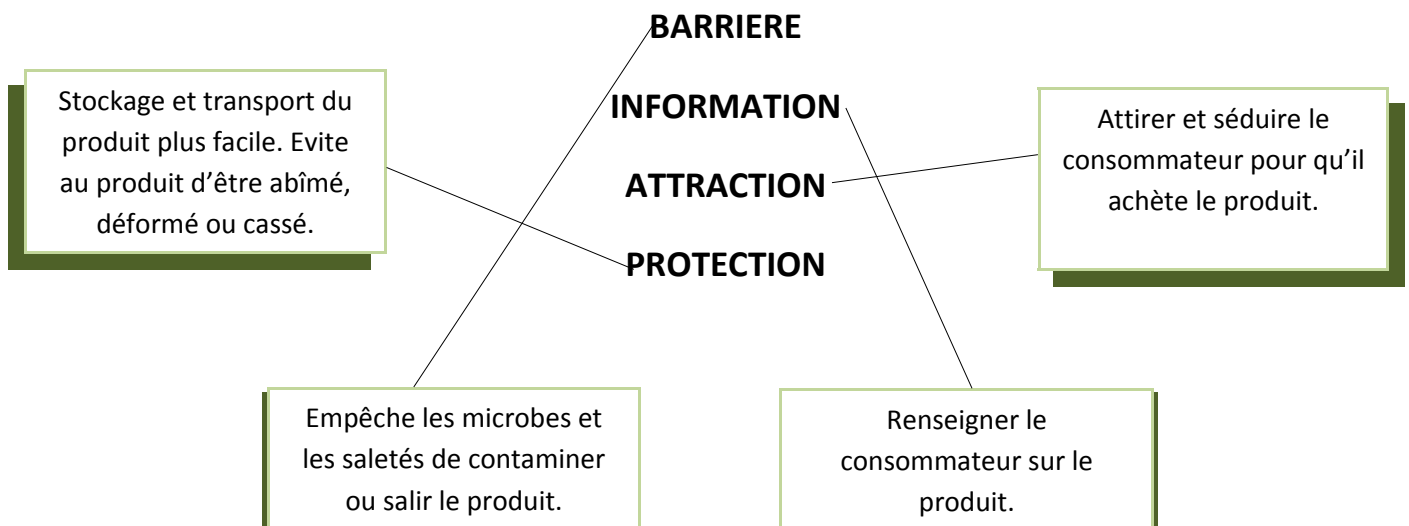 BARRIERE
INFORMATION
ATTRACTION
PROTECTION
Stockage et transport du
produit plus facile. Evite
au produit d’être abîmé,
déformé ou cassé.
Attirer et séduire le
consommateur pour qu’il
achète le produit.
Empêche les microbes et
les saletés de contaminer
ou salir le produit.
Renseigner le
consommateur sur le
produit.